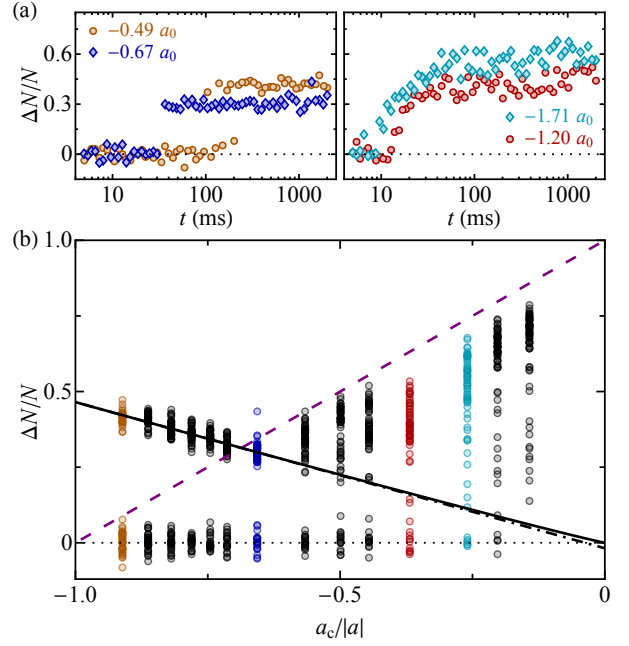 (a)
0.6
0.3
0
ΔN/N
−0.49 a₀
−0.67 a₀
−1.71 a₀
−1.20 a₀
10 100 1000 10 100 1000
t (ms) t (ms)
(b)
1.0
0.5
0
ΔN/N
−1.0 −0.5 0
a_c/|a|